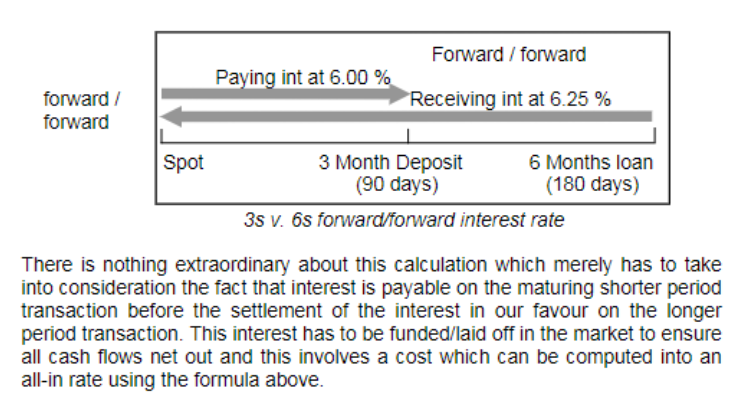 Forward / forward
Paying int at 6.00 %
forward /
forward
Receiving int at 6.25 %
Spot
3 Month Deposit
(90 days)
6 Months loan
(180 days)
3s v. 6s forward/forward interest rate
There is nothing extraordinary about this calculation which merely has to take
into consideration the fact that interest is payable on the maturing shorter period
transaction before the settlement of the interest in our favour on the longer
period transaction. This interest has to be funded/laid off in the market to ensure
all cash flows net out and this involves a cost which can be computed into an
all-in rate using the formula above.